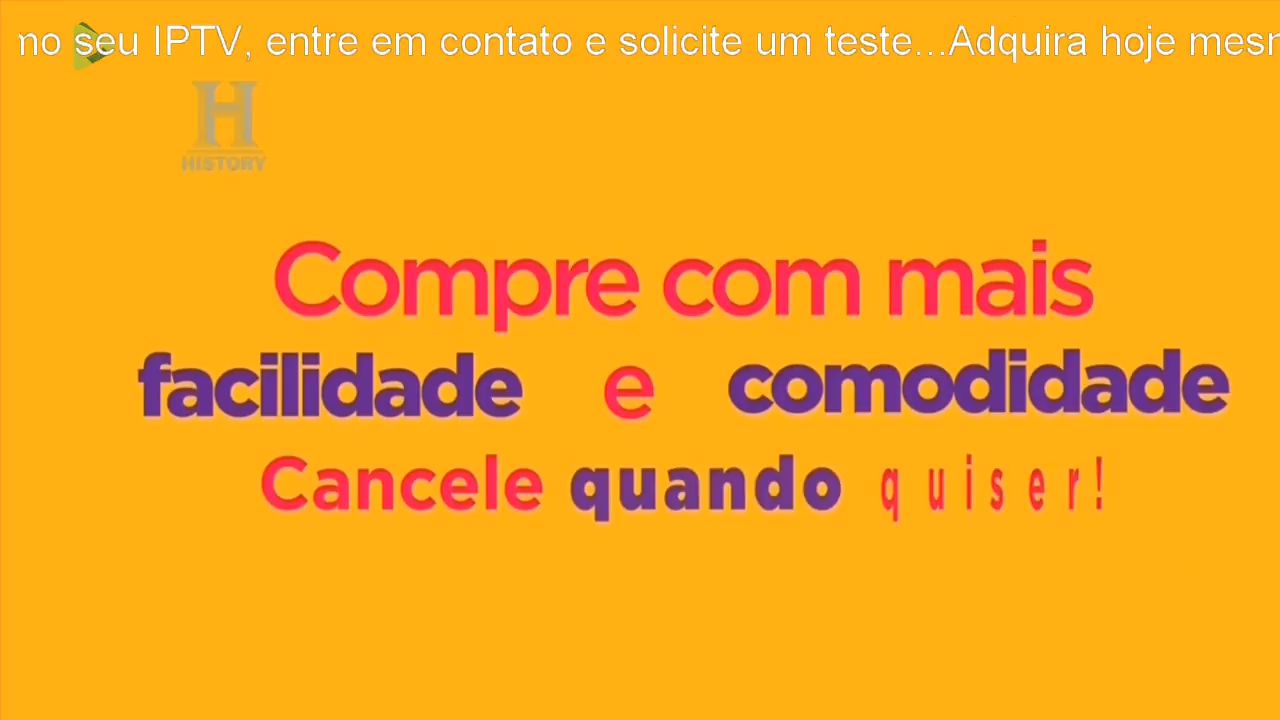 no seu IPTV, entre em contato e solicite um teste...Adquira hoje
H
HISTORY
Compre com mais
facilidade e comodidade
Cancele quando quiser!